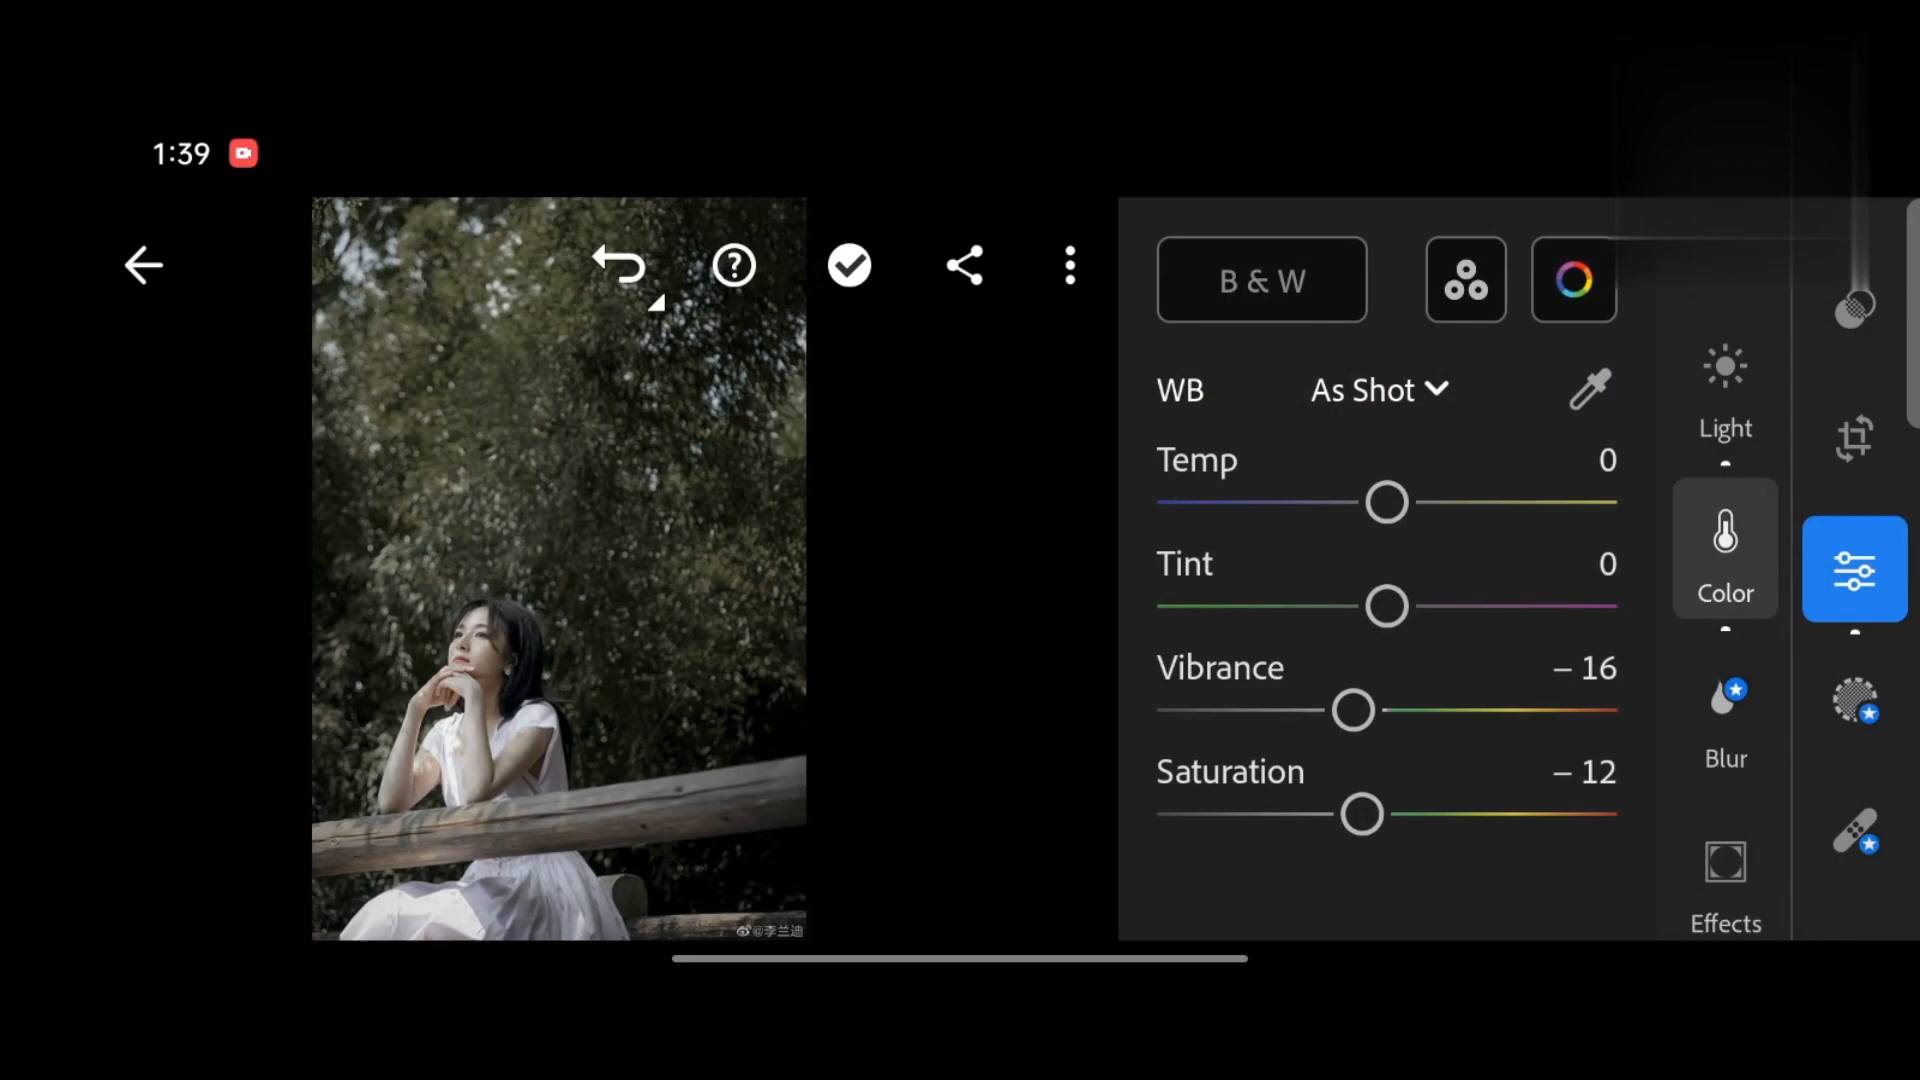 1:39
B & W
WB
As Shot
Temp
0
Tint
0
Vibrance
– 16
Saturation
– 12
Light
Color
Blur
Effects
@李兰迪